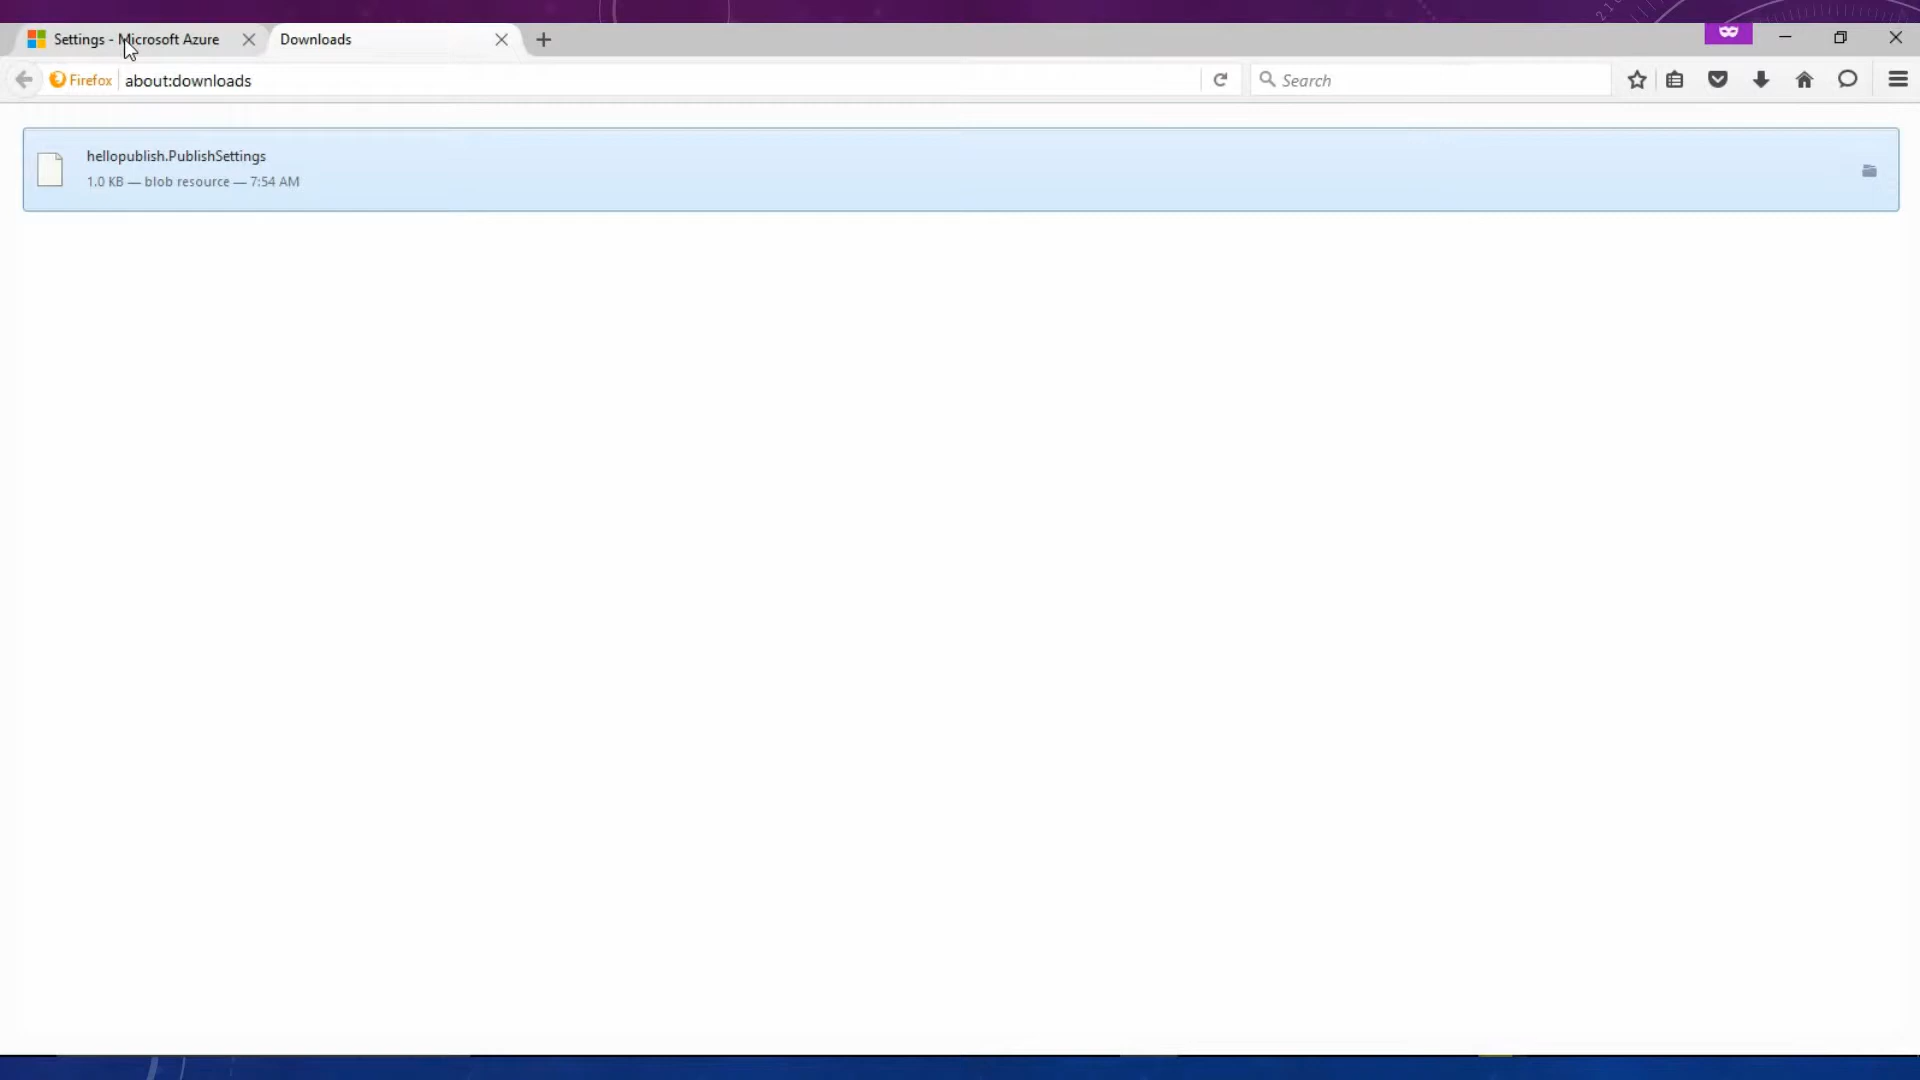 Settings - Microsoft Azure
Downloads
Firefox
about:downloads
Search
hellopublish.PublishSettings
1.0 KB — blob resource — 7:54 AM